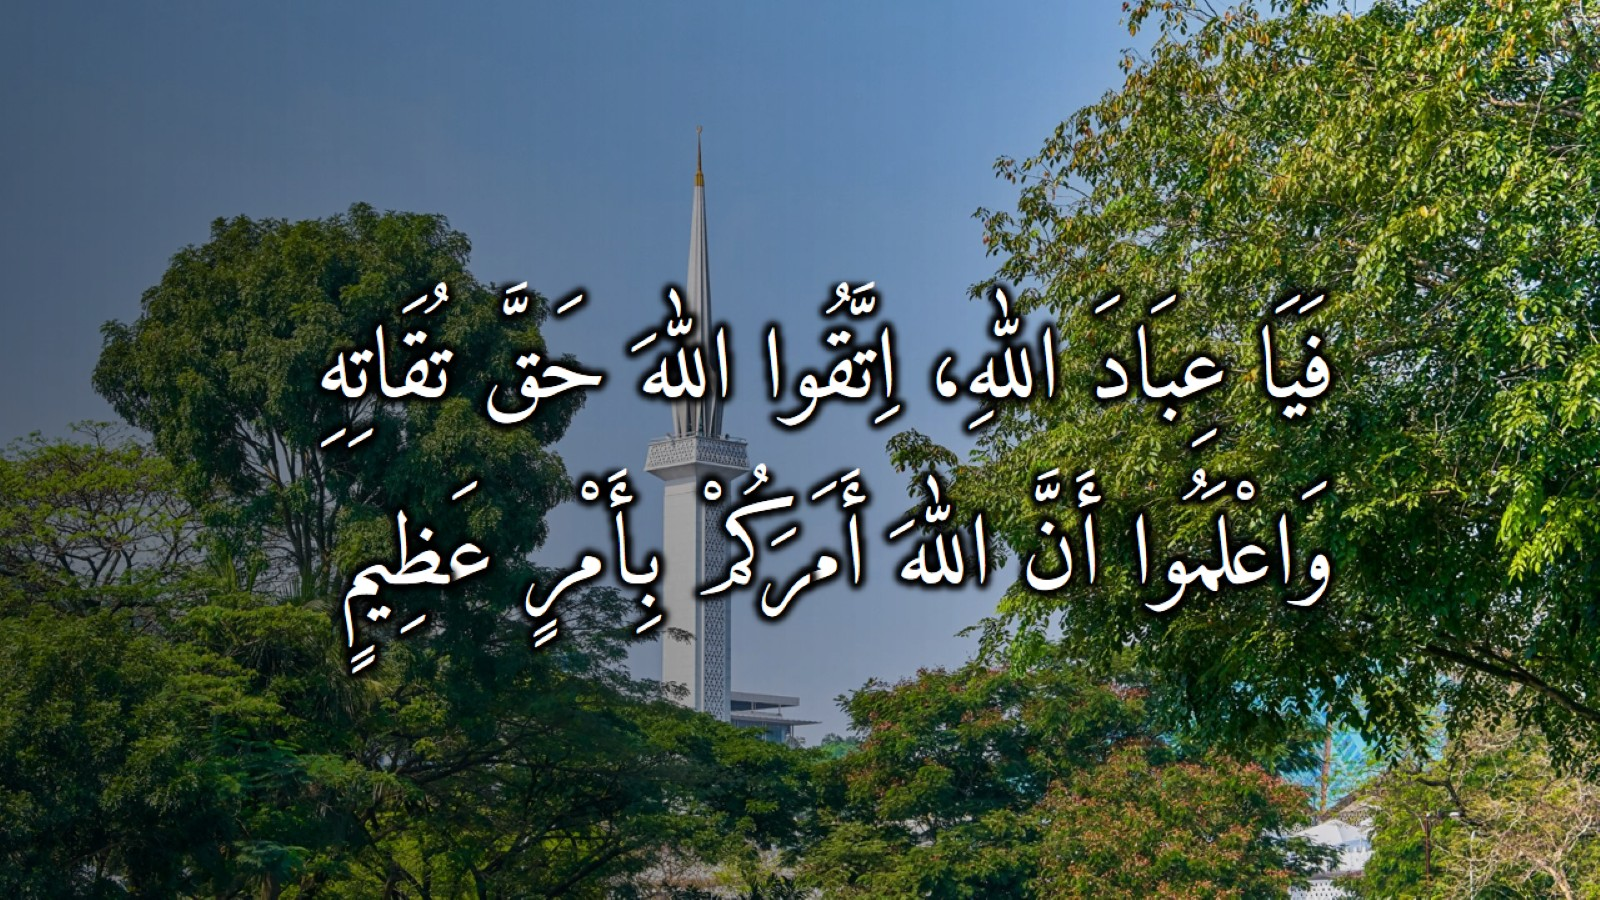 فَيَا عِبَادَ اللهِ، اِتَّقُوا اللهَ حَقَّ تُقَاتِهِ
وَاعْلَمُوا أَنَّ اللهَ أَمَرَكُمْ بِأَمْرٍ عَظِيمٍ